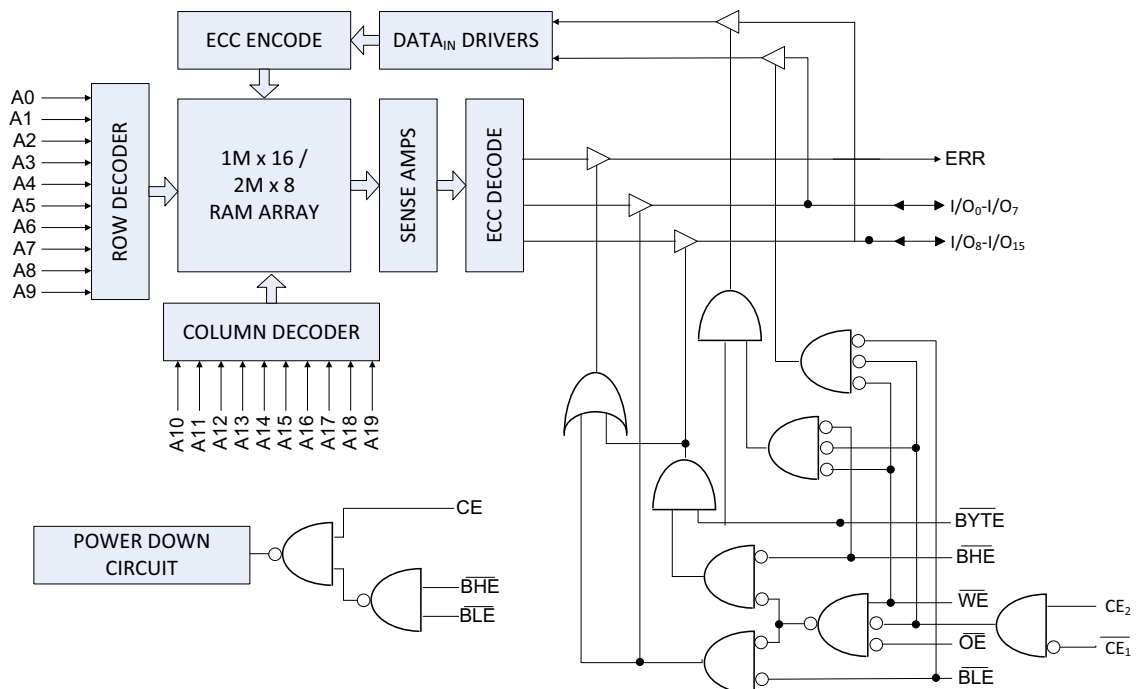 ECC ENCODE
DATAIN DRIVERS
A0
A1
A2
A3
A4
A5
A6
A7
A8
A9
ROW DECODER
1M x 16 /
2M x 8
RAM ARRAY
SENSE AMPS
ECC DECODE
ERR
I/O0-I/O7
I/O8-I/O15
COLUMN DECODER
A10
A11
A12
A13
A14
A15
A16
A17
A18
A19
POWER DOWN
CIRCUIT
CE
BHE
BLE
BYTE
BHE
WE
OE
BLE
CE2
CE1